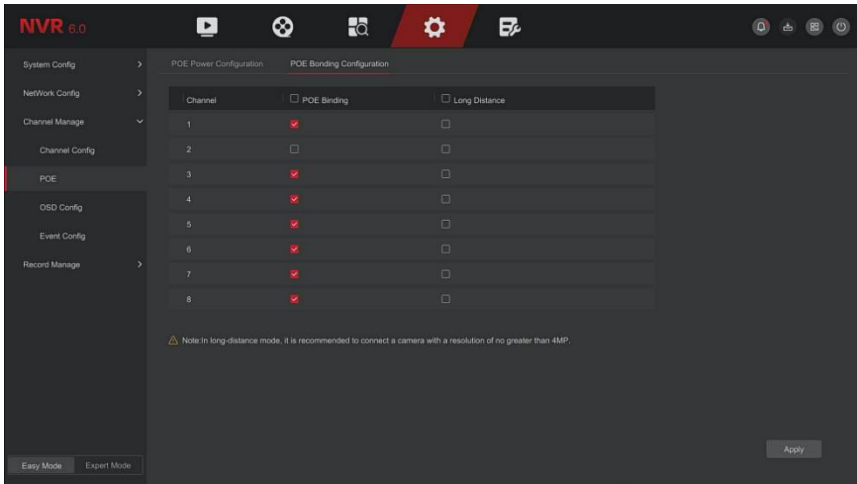 NVR 6.0
System Config
POE Power Configuration
POE Bonding Configuration
NetWork Config
Channel
POE Binding
Long Distance
Channel Manage
1
Channel Config
2
POE
3
4
OSD Config
5
Event Config
6
Record Manage
7
8
Note:In long-distance mode, it is recommended to connect a camera with a resolution of no greater than 4MP.
Apply
Easy Mode
Expert Mode